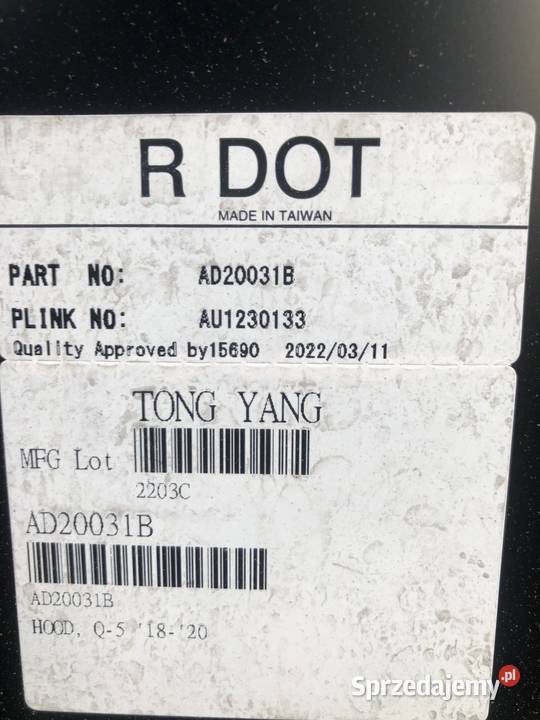 R DOT
MADE IN TAIWAN
PART NO: AD20031B
PLINK NO: AU1230133
Quality Approved by15690 2022/03/11
TONG YANG
MFG Lot
2203C
AD20031B
AD20031B
HOOD, Q-5 '18-'20
Sprzedajemy.pl